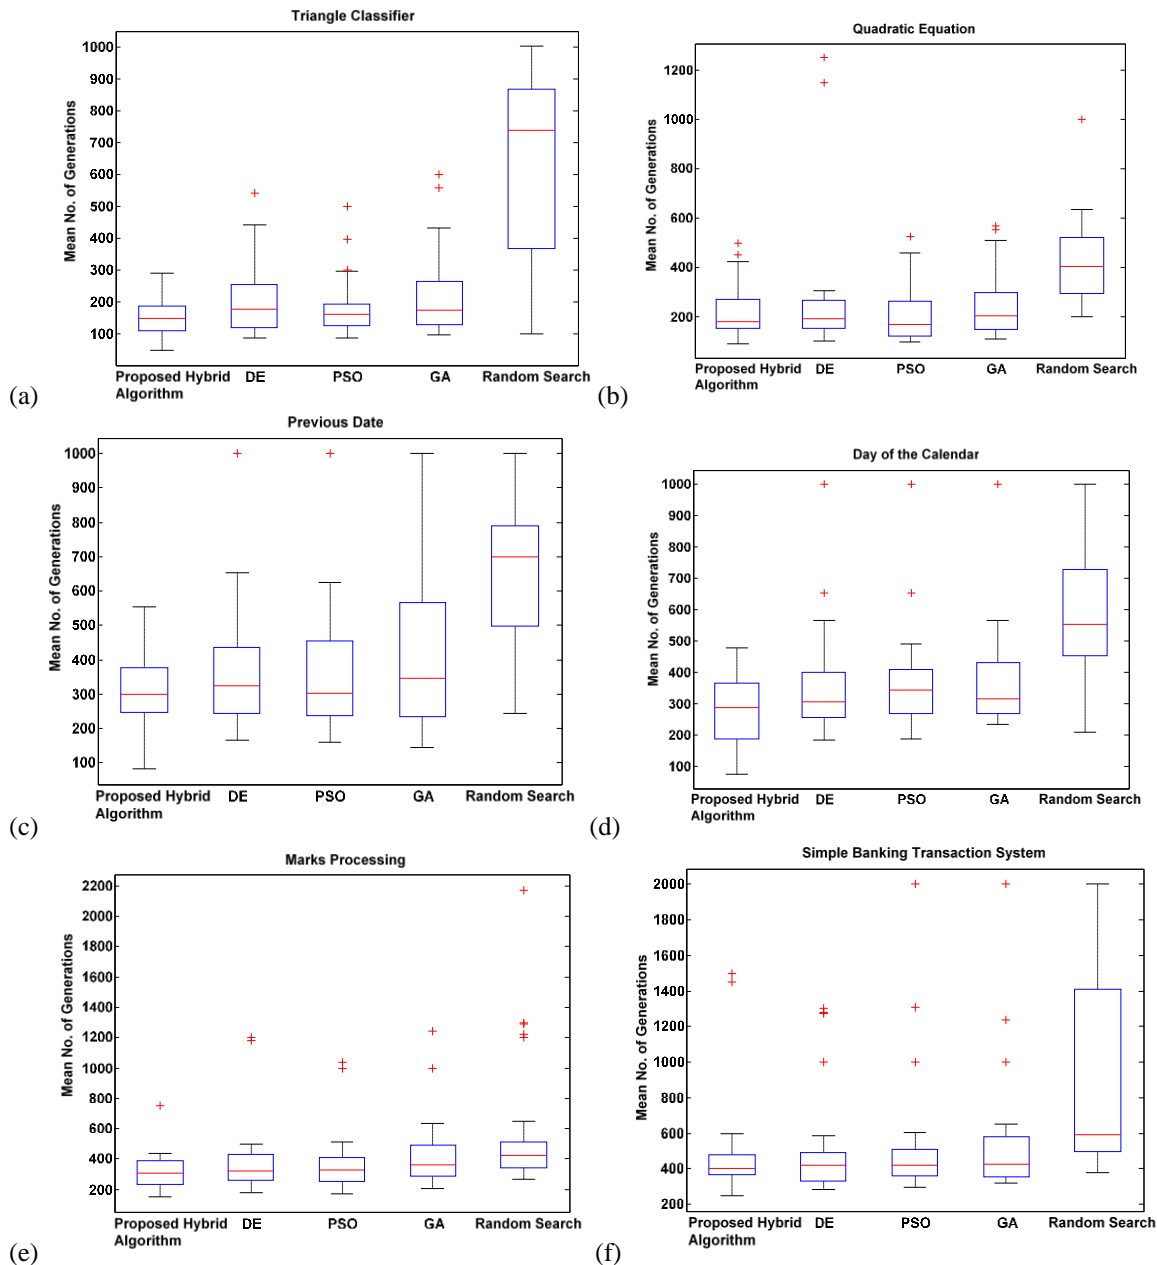 Triangle Classifier
Mean No. of Generations
1000
900
800
700
600
500
400
300
200
100
Proposed Hybrid Algorithm
DE
PSO
GA
Random Search
(a)
Quadratic Equation
Mean No. of Generations
1200
1000
800
600
400
200
Proposed Hybrid Algorithm
DE
PSO
GA
Random Search
(b)
Previous Date
Mean No. of Generations
1000
900
800
700
600
500
400
300
200
100
Proposed Hybrid Algorithm
DE
PSO
GA
Random Search
(c)
Day of the Calendar
Mean No. of Generations
1000
900
800
700
600
500
400
300
200
100
Proposed Hybrid Algorithm
DE
PSO
GA
Random Search
(d)
Marks Processing
Mean No. of Generations
2200
2000
1800
1600
1400
1200
1000
800
600
400
200
Proposed Hybrid Algorithm
DE
PSO
GA
Random Search
(e)
Simple Banking Transaction System
Mean No. of Generations
2000
1800
1600
1400
1200
1000
800
600
400
200
Proposed Hybrid Algorithm
DE
PSO
GA
Random Search
(f)